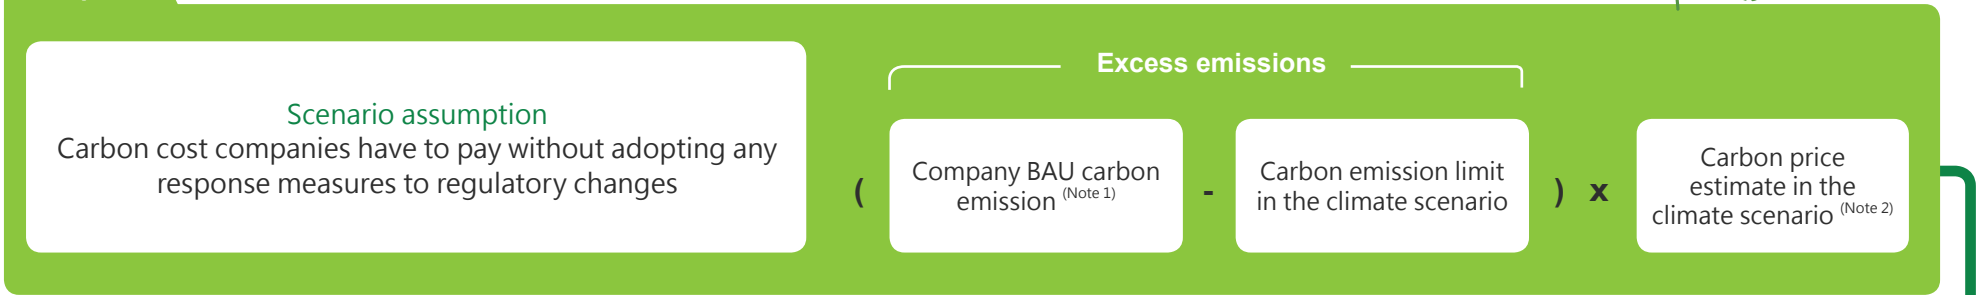 Scenario assumption
Carbon cost companies have to pay without adopting any
response measures to regulatory changes
Excess emissions
(
Company BAU carbon
emission (Note 1)
-
Carbon emission limit
in the climate scenario
)
x
Carbon price
estimate in the
climate scenario (Note 2)